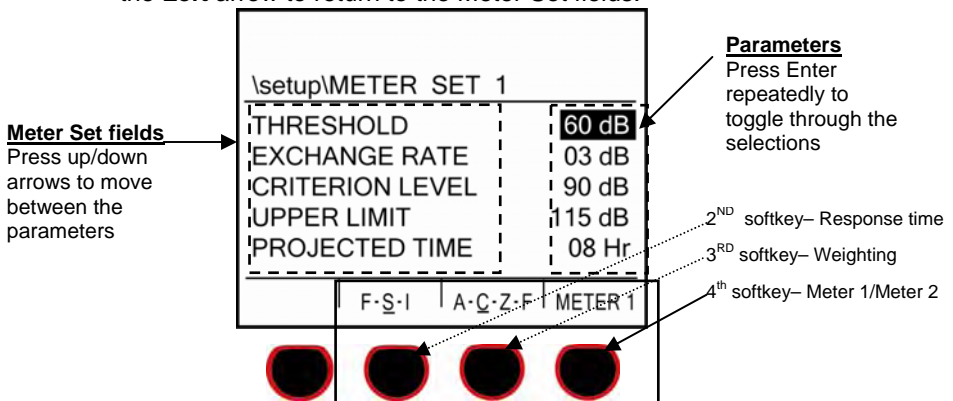 the Left arrow to return to the Meter Set fields.
\setup\METER SET 1
THRESHOLD 60 dB
EXCHANGE RATE 03 dB
CRITERION LEVEL 90 dB
UPPER LIMIT 115 dB
PROJECTED TIME 08 Hr
F-S-I A-C-Z-F METER 1
Meter Set fields
Press up/down
arrows to move
between the
parameters
Parameters
Press Enter
repeatedly to
toggle through the
selections
2ND softkey– Response time
3RD softkey– Weighting
4th softkey– Meter 1/Meter 2